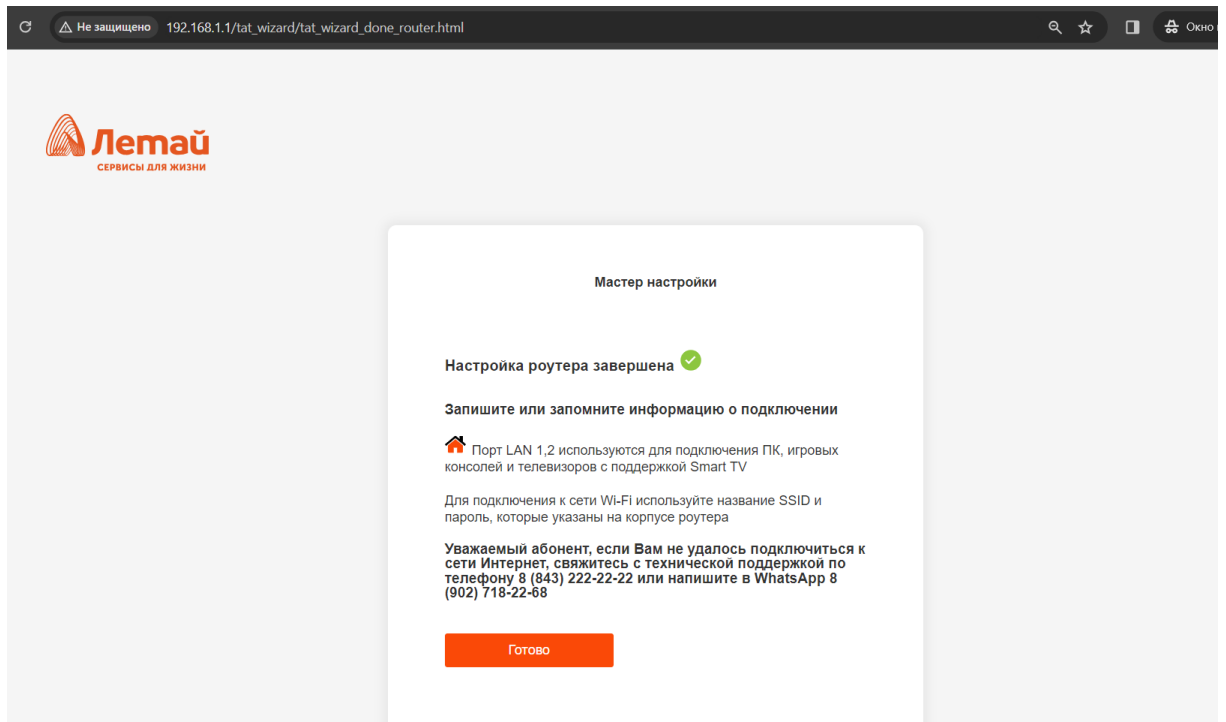 Не защищено 192.168.1.1/tat_wizard/tat_wizard_done_router.html Окно
Летай
СЕРВИСЫ ДЛЯ ЖИЗНИ
Мастер настройки
Настройка роутера завершена
Запишите или запомните информацию о подключении
Порт LAN 1,2 используются для подключения ПК, игровых
консолей и телевизоров с поддержкой Smart TV
Для подключения к сети Wi-Fi используйте название SSID и
пароль, которые указаны на корпусе роутера
Уважаемый абонент, если Вам не удалось подключиться к
сети Интернет, свяжитесь с технической поддержкой по
телефону 8 (843) 222-22-22 или напишите в WhatsApp 8
(902) 718-22-68
Готово